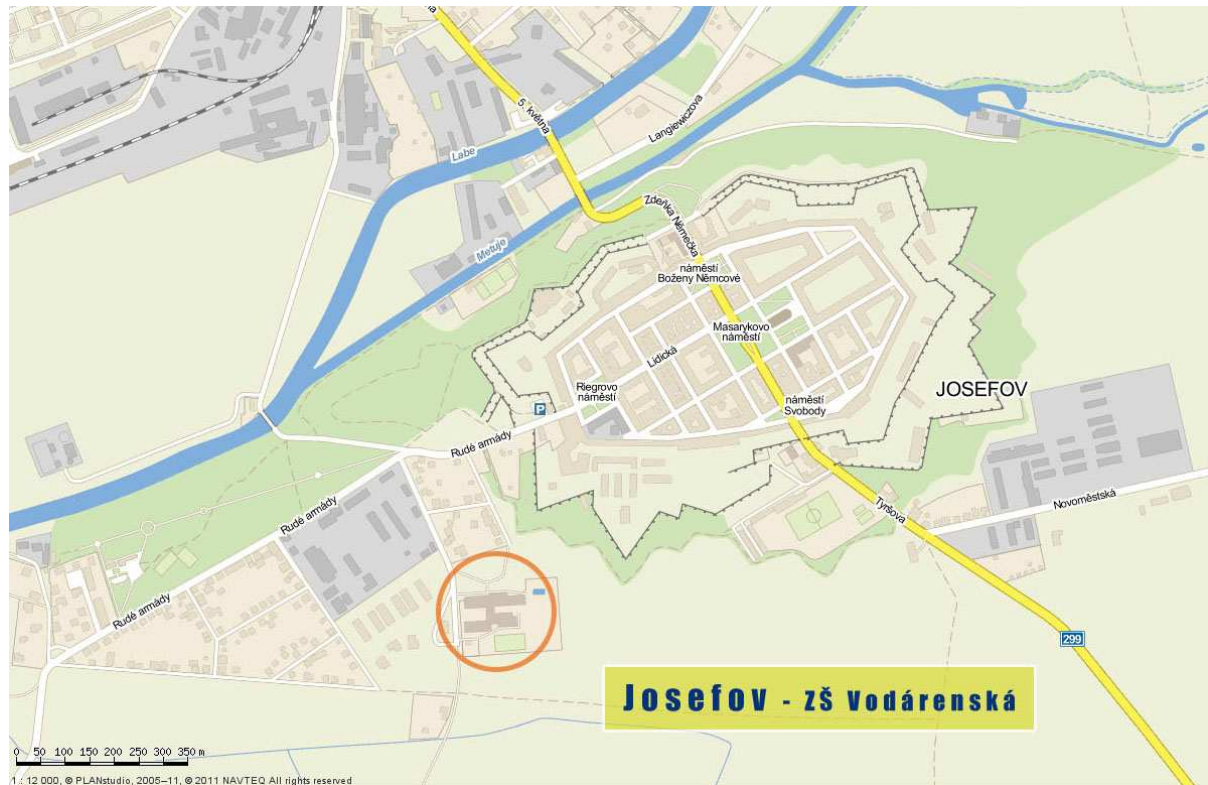 5. května
Labe
Langiewiczova
Metuje
Zdeňka Němečka
náměstí
Boženy Němcové
Masarykovo
náměstí
Lidická
Riegrovo
náměstí
náměstí
Svobody
JOSEFOV
P
Rudé armády
Rudé armády
Rudé armády
Tyršova
Novoměstská
299
Josefov - ZŠ Vodárenská
0 50 100 150 200 250 300 350 m
1 : 12 000, © PLANstudio, 2005–11, © 2011 NAVTEQ All rights reserved